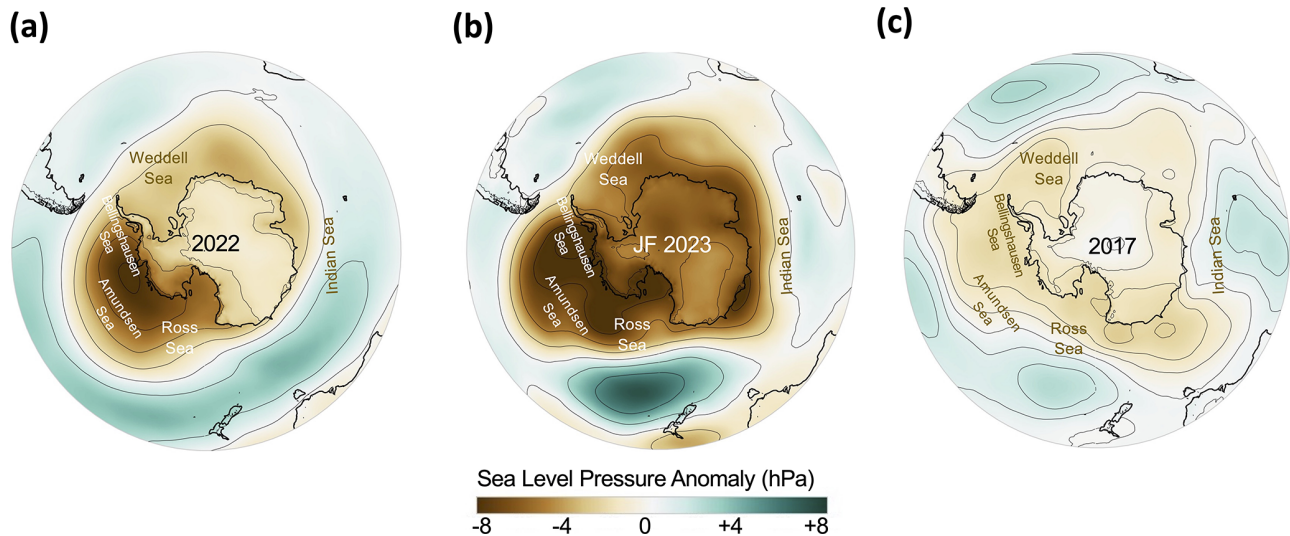 (a)
Weddell
Sea
Bellingshausen
Sea
2022
Amundsen
Sea
Ross
Sea
Indian Sea
(b)
Weddell
Sea
Bellingshausen
Sea
JF 2023
Amundsen
Sea
Ross
Sea
Indian Sea
(c)
Weddell
Sea
Bellingshausen
Sea
2017
Amundsen
Sea
Ross
Sea
Indian Sea
Sea Level Pressure Anomaly (hPa)
-8 -4 0 +4 +8